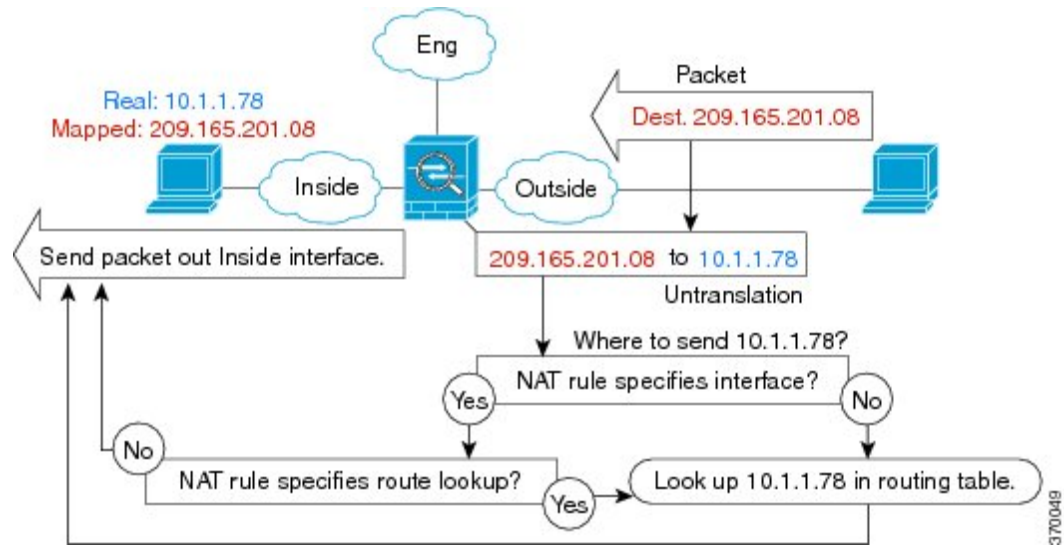 Eng
Packet
Real: 10.1.1.78
Mapped: 209.165.201.08
Dest. 209.165.201.08
Inside
Outside
Send packet out Inside interface.
209.165.201.08 to 10.1.1.78
Untranslation
Where to send 10.1.1.78?
NAT rule specifies interface?
Yes
No
No
NAT rule specifies route lookup?
Yes
Look up 10.1.1.78 in routing table.
370049